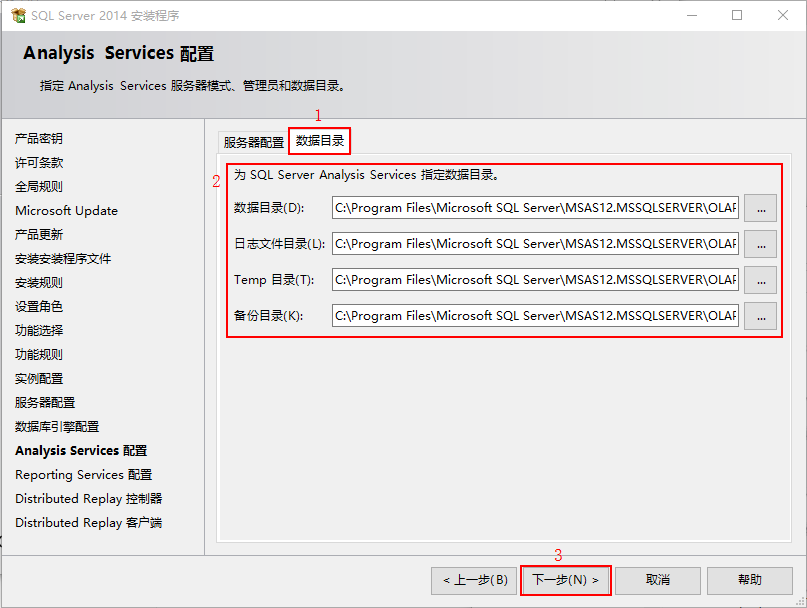 SQL Server 2014 安装程序
Analysis Services 配置
指定 Analysis Services 服务器模式、管理员和数据目录。
产品密钥
许可条款
全局规则
Microsoft Update
产品更新
安装安装程序文件
安装规则
设置角色
功能选择
功能规则
实例配置
服务器配置
数据库引擎配置
Analysis Services 配置
Reporting Services 配置
Distributed Replay 控制器
Distributed Replay 客户端
1
服务器配置 数据目录
2
为 SQL Server Analysis Services 指定数据目录。
数据目录(D): C:\Program Files\Microsoft SQL Server\MSAS12.MSSQLSERVER\OLAP ...
日志文件目录(L): C:\Program Files\Microsoft SQL Server\MSAS12.MSSQLSERVER\OLAP ...
Temp 目录(T): C:\Program Files\Microsoft SQL Server\MSAS12.MSSQLSERVER\OLAP ...
备份目录(K): C:\Program Files\Microsoft SQL Server\MSAS12.MSSQLSERVER\OLAP ...
3
< 上一步(B) 下一步(N) > 取消 帮助